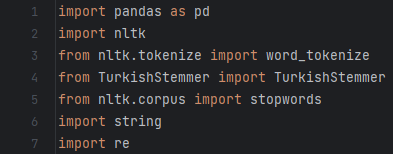 1 import pandas as pd
2 import nltk
3 from nltk.tokenize import word_tokenize
4 from TurkishStemmer import TurkishStemmer
5 from nltk.corpus import stopwords
6 import string
7 import re